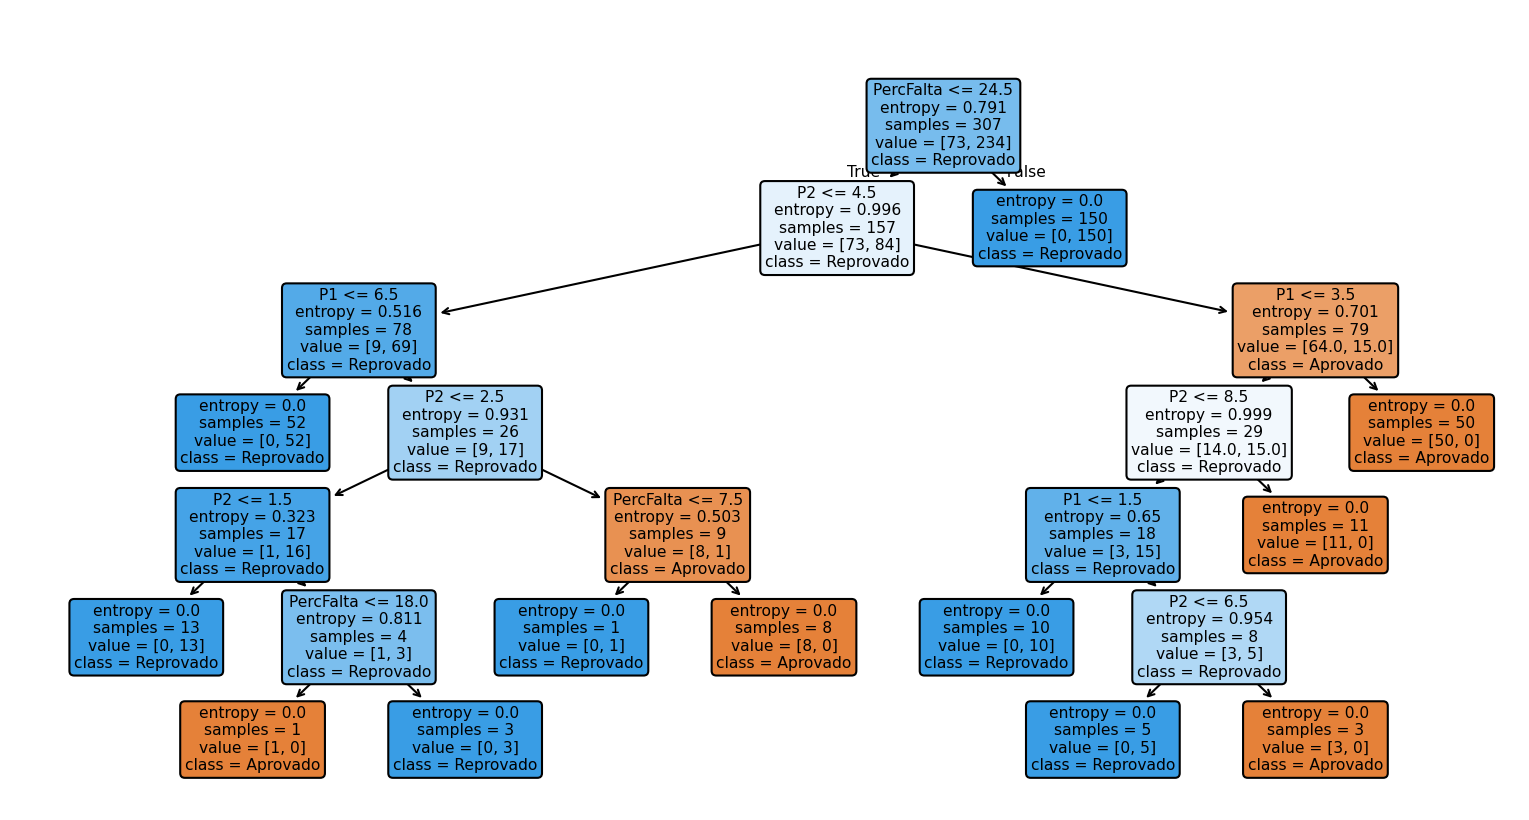 PercFalta <= 24.5
entropy = 0.791
samples = 307
value = [73, 234]
class = Reprovado
True
False
P2 <= 4.5
entropy = 0.996
samples = 157
value = [73, 84]
class = Reprovado
entropy = 0.0
samples = 150
value = [0, 150]
class = Reprovado
P1 <= 6.5
entropy = 0.516
samples = 78
value = [9, 69]
class = Reprovado
P1 <= 3.5
entropy = 0.701
samples = 79
value = [64.0, 15.0]
class = Aprovado
entropy = 0.0
samples = 52
value = [0, 52]
class = Reprovado
P2 <= 2.5
entropy = 0.931
samples = 26
value = [9, 17]
class = Reprovado
P2 <= 8.5
entropy = 0.999
samples = 29
value = [14.0, 15.0]
class = Reprovado
entropy = 0.0
samples = 50
value = [50, 0]
class = Aprovado
P2 <= 1.5
entropy = 0.323
samples = 17
value = [1, 16]
class = Reprovado
PercFalta <= 7.5
entropy = 0.503
samples = 9
value = [8, 1]
class = Aprovado
P1 <= 1.5
entropy = 0.65
samples = 18
value = [3, 15]
class = Reprovado
entropy = 0.0
samples = 11
value = [11, 0]
class = Aprovado
entropy = 0.0
samples = 13
value = [0, 13]
class = Reprovado
PercFalta <= 18.0
entropy = 0.811
samples = 4
value = [1, 3]
class = Reprovado
entropy = 0.0
samples = 1
value = [0, 1]
class = Reprovado
entropy = 0.0
samples = 8
value = [8, 0]
class = Aprovado
entropy = 0.0
samples = 10
value = [0, 10]
class = Reprovado
P2 <= 6.5
entropy = 0.954
samples = 8
value = [3, 5]
class = Reprovado
entropy = 0.0
samples = 1
value = [1, 0]
class = Aprovado
entropy = 0.0
samples = 3
value = [0, 3]
class = Reprovado
entropy = 0.0
samples = 5
value = [0, 5]
class = Reprovado
entropy = 0.0
samples = 3
value = [3, 0]
class = Aprovado